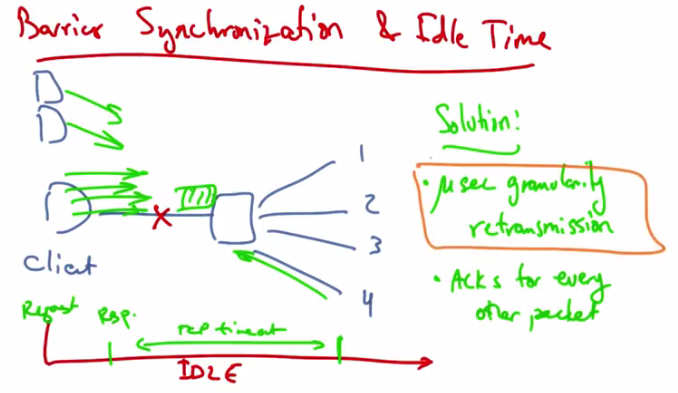 Barrier Synchronization & Idle Time
Solution!
1
• μsec granularity
retransmission
2
3
Client
4
• Acks for every
other packet
Request
Rsp.
TCP timeout
IDLE